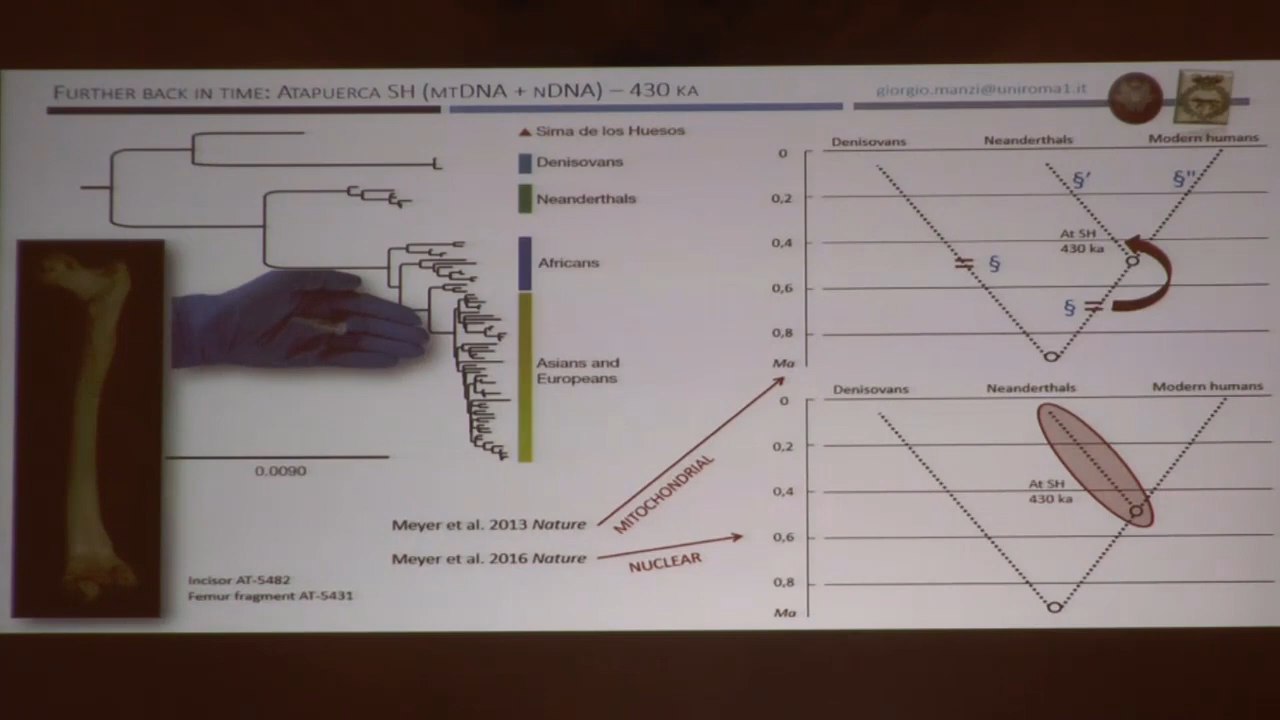 FURTHER BACK IN TIME: ATAPUERCA SH (MTDNA + NDNA) – 430 KA
giorgio.manzi@uniroma1.it
Sima de los Huesos
Denisovans
Neanderthals
Africans
Asians and
Europeans
0.0090
Meyer et al. 2013 Nature
Meyer et al. 2016 Nature
MITOCHONDRIAL
NUCLEAR
Incisor AT-5482
Femur fragment AT-5431
Denisovans Neanderthals Modern humans
0
§' §"
0,2
At SH
0,4
430 ka
§
0,6
§
0,8
Ma
Denisovans Neanderthals Modern humans
0
0,2
At SH
0,4
430 ka
0,6
0,8
Ma